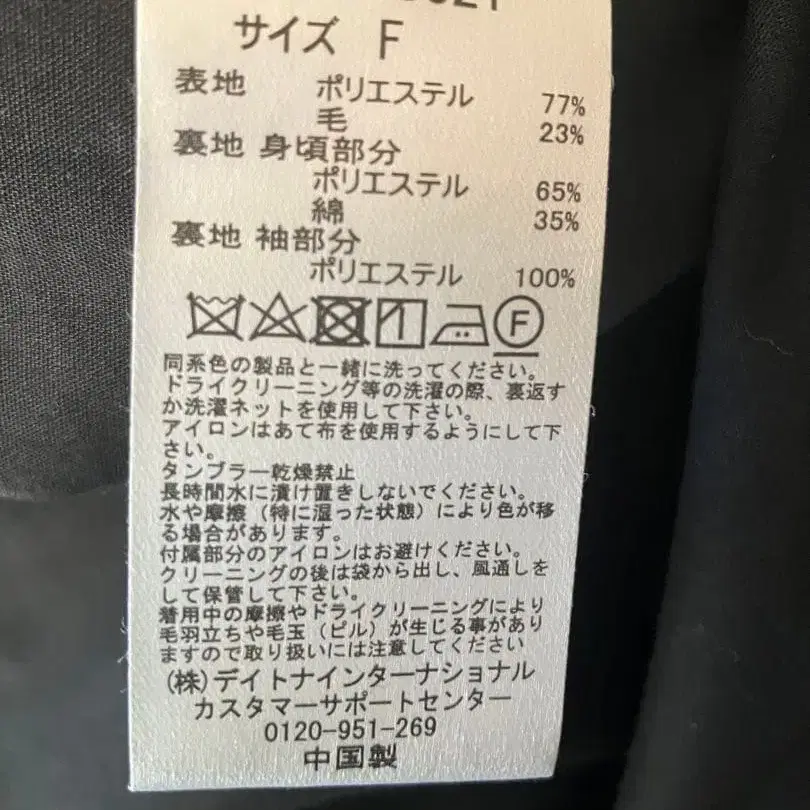 サイズ F
表地 ポリエステル 77%
毛 23%
裏地 身頃部分
ポリエステル 65%
綿 35%
裏地 袖部分
ポリエステル 100%
F
同系色の製品と一緒に洗ってください。
ドライクリーニング等の洗濯の際、裏返す
か洗濯ネットを使用して下さい。
アイロンはあて布を使用するようにして下
さい。
タンブラー乾燥禁止
長時間水に漬け置きしないでください。
水や摩擦（特に湿った状態）により色が移
る場合があります。
付属部分のアイロンはお避けください。
クリーニングの後は袋から出し、風通しを
して保管して下さい。
着用中の摩擦やドライクリーニングにより
毛羽立ちや毛玉（ピル）が生じる事があり
ますので取り扱いには注意してください
(株)デイトナインターナショナル
カスタマーサポートセンター
0120-951-269
中国製